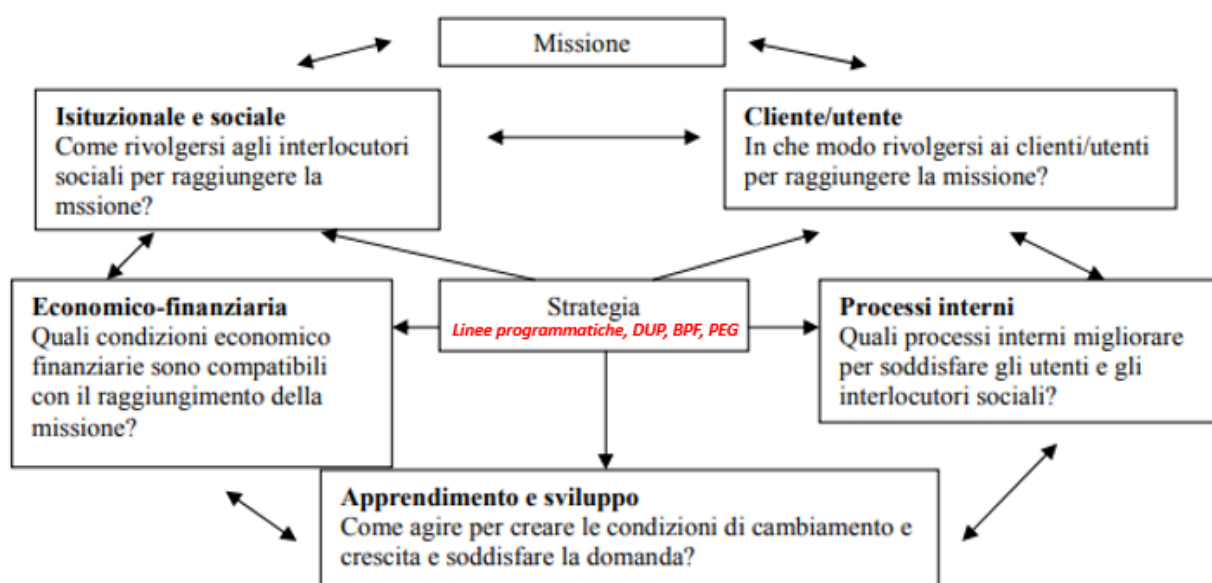 Missione
Isituzionale e sociale
Come rivolgersi agli interlocutori
sociali per raggiungere la
mssione?
Cliente/utente
In che modo rivolgersi ai clienti/utenti
per raggiungere la missione?
Economico-finanziaria
Quali condizioni economico
finanziarie sono compatibili
con il raggiungimento della
missione?
Strategia
Linee programmatiche, DUP, BPF, PEG
Processi interni
Quali processi interni migliorare
per soddisfare gli utenti e gli
interlocutori sociali?
Apprendimento e sviluppo
Come agire per creare le condizioni di cambiamento e
crescita e soddisfare la domanda?